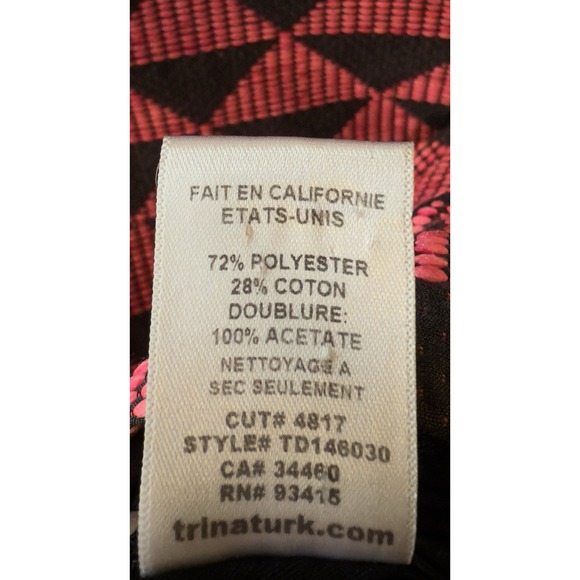 FAIT EN CALIFORNIE
ETATS-UNIS
72% POLYESTER
28% COTON
DOUBLURE:
100% ACETATE
NETTOYAGE A
SEC SEULEMENT
CUT# 4817
STYLE# TD146030
CA# 34460
RN# 93415
trinaturk.com